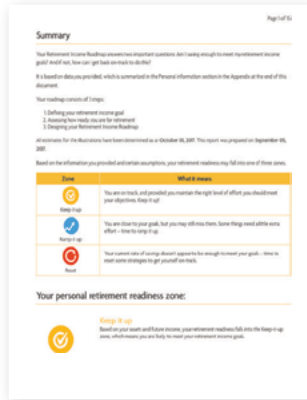 Page 1 of 15
Summary
Your Retirement Income Roadmap answers two important questions: Am I saving enough to meet my retirement income
goals? And if not, how can I get back on track to do this?
It is based on data you provided, which is summarized in the Personal information section in the Appendix at the end of this
document.
Your roadmap consists of 3 steps:
1. Defining your retirement income goal
2. Assessing how ready you are for retirement
3. Designing your Retirement Income Roadmap
All estimates for the illustrations have been determined as at October 01, 2017. This report was prepared on September 05,
2017.
Based on the information you provided and certain assumptions, your retirement readiness may fall into one of three zones.
Zone What it means
Keep it up
You are on track, and provided you maintain the right level of effort you should meet
your objectives. Keep it up!
Ramp it up
You are close to your goals, but you may still miss them. Some things need a little extra
effort – time to ramp it up.
Reset
Your current rate of savings doesn't appear to be enough to meet your goals – time to
reset some strategies to get yourself on track.
Your personal retirement readiness zone:
Keep it up
Based on your assets and future income, your retirement readiness falls into the Keep it up
zone, which means you are likely to meet your retirement income goals.